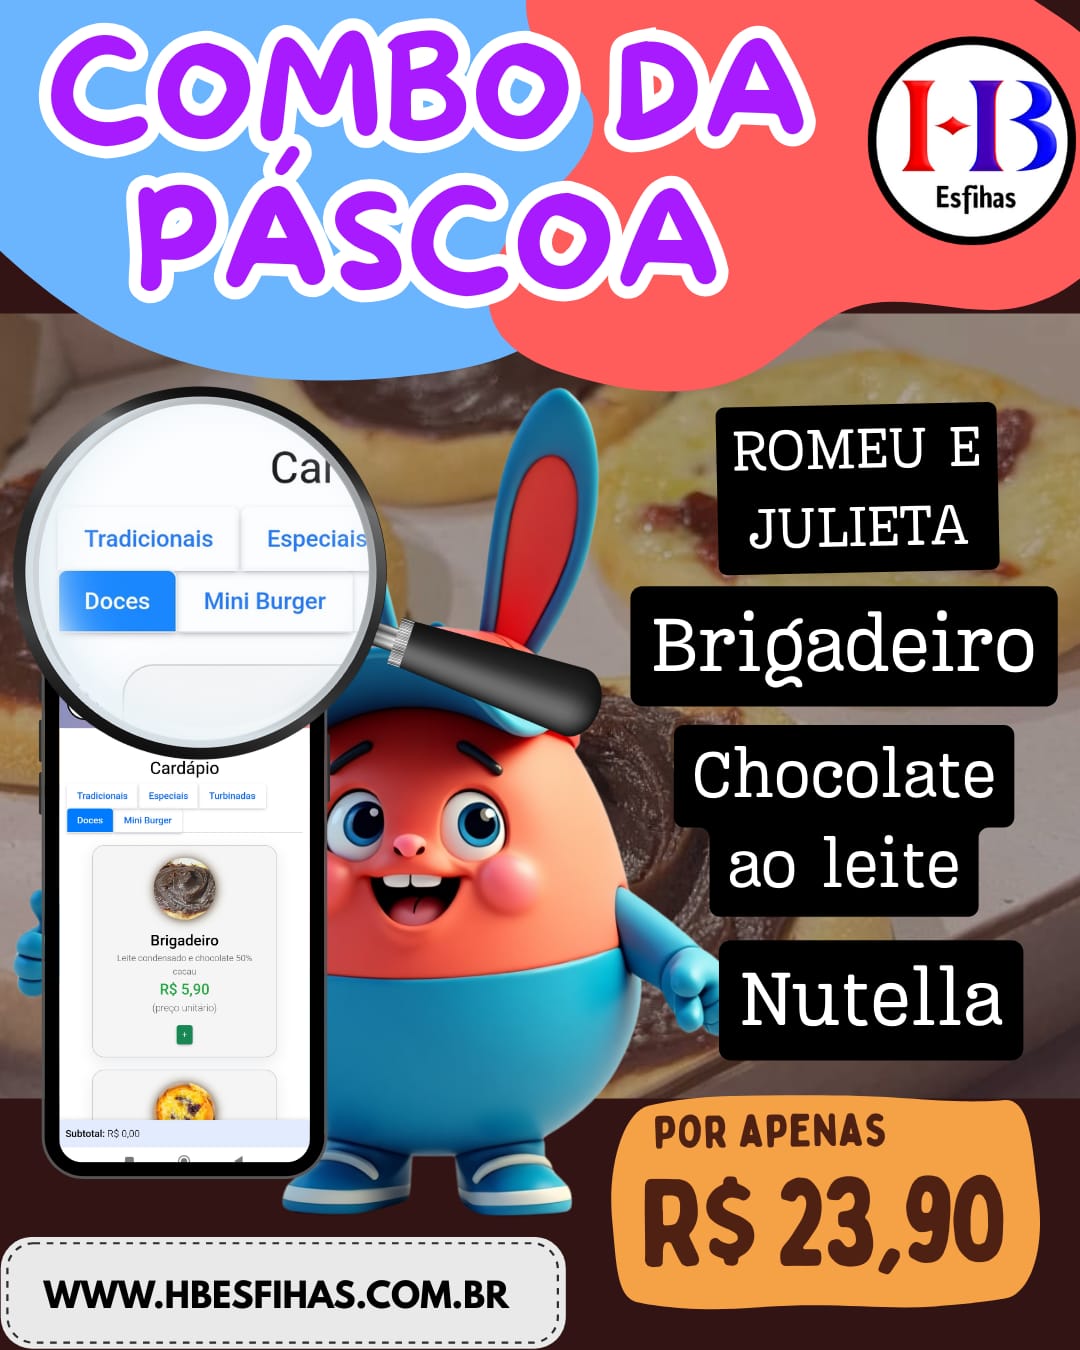 COMBO DA
PÁSCOA
HB
Esfihas
Car
Tradicionais
Especiais
Doces
Mini Burger
Cardápio
Tradicionais
Especiais
Turbinadas
Doces
Mini Burger
Brigadeiro
Leite condensado e chocolate 50%
cacau
R$ 5,90
(preço unitário)
+
Subtotal: R$ 0,00
ROMEU E
JULIETA
Brigadeiro
Chocolate
ao leite
Nutella
POR APENAS
R$ 23,90
WWW.HBESFIHAS.COM.BR